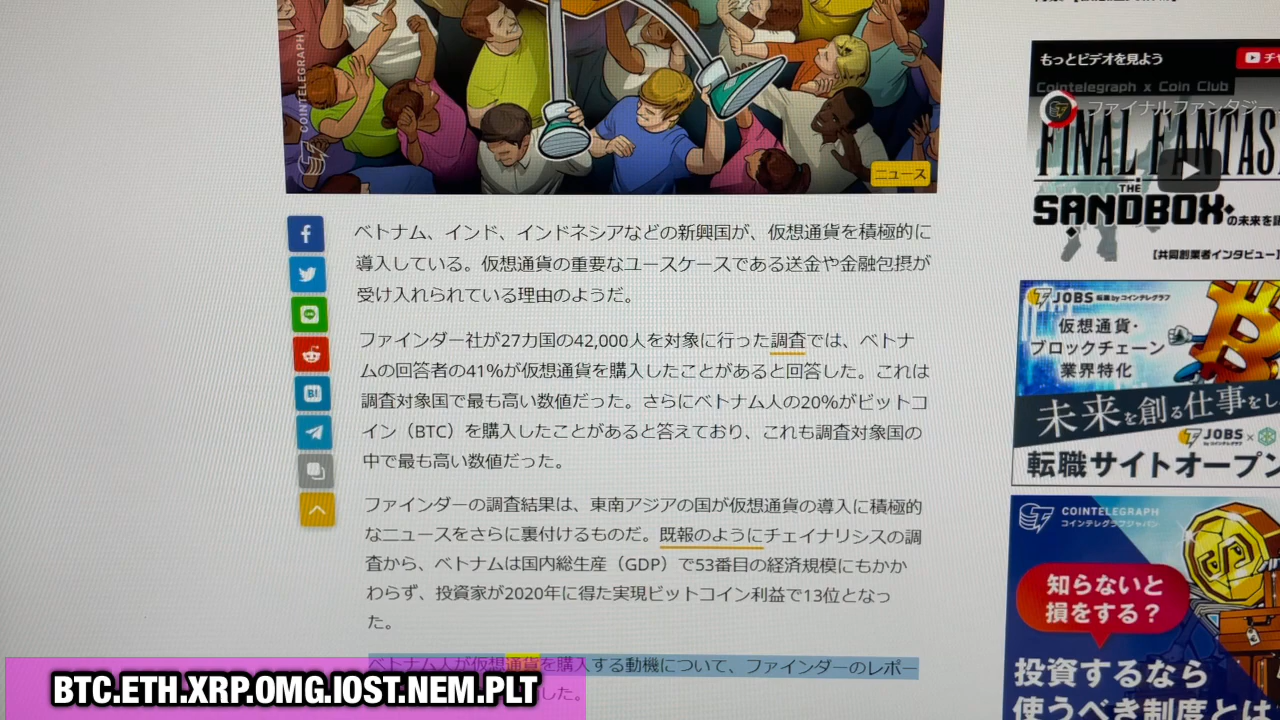 COINTELEGRAPH
ニュース
ベトナム、インド、インドネシアなどの新興国が、仮想通貨を積極的に
導入している。仮想通貨の重要なユースケースである送金や金融包摂が
受け入れられている理由のようだ。
ファインダー社が27カ国の42,000人を対象に行った調査では、ベトナ
ムの回答者の41%が仮想通貨を購入したことがあると回答した。これは
調査対象国で最も高い数値だった。さらにベトナム人の20%がビットコ
イン（BTC）を購入したことがあると答えており、これも調査対象国の
中で最も高い数値だった。
ファインダーの調査結果は、東南アジアの国が仮想通貨の導入に積極的
なニュースをさらに裏付けるものだ。既報のようにチェイナリシスの調
査から、ベトナムは国内総生産（GDP）で53番目の経済規模にもかか
わらず、投資家が2020年に得た実現ビットコイン利益で13位となっ
た。
ベトナム人が仮想通貨を購入する動機について、ファインダーのレポー
した。
BTC.ETH.XRP.OMG.IOST.NEM.PLT
もっとビデオを見よう
Cointelegraph x Coin Club
ファイナルファンタジー
FINAL FANTAS
THE
SANDBOX
の未来を
【共同創業者インタビュー】
JOBS 転職 by コインテレグラフ
仮想通貨・
ブロックチェーン
業界特化
未来を創る仕事をし
JOBS ×
by コインテレグラフ
転職サイトオープン
COINTELEGRAPH
コインテレグラフジャパン
知らないと
損をする？
投資するなら
使うべき制度とは